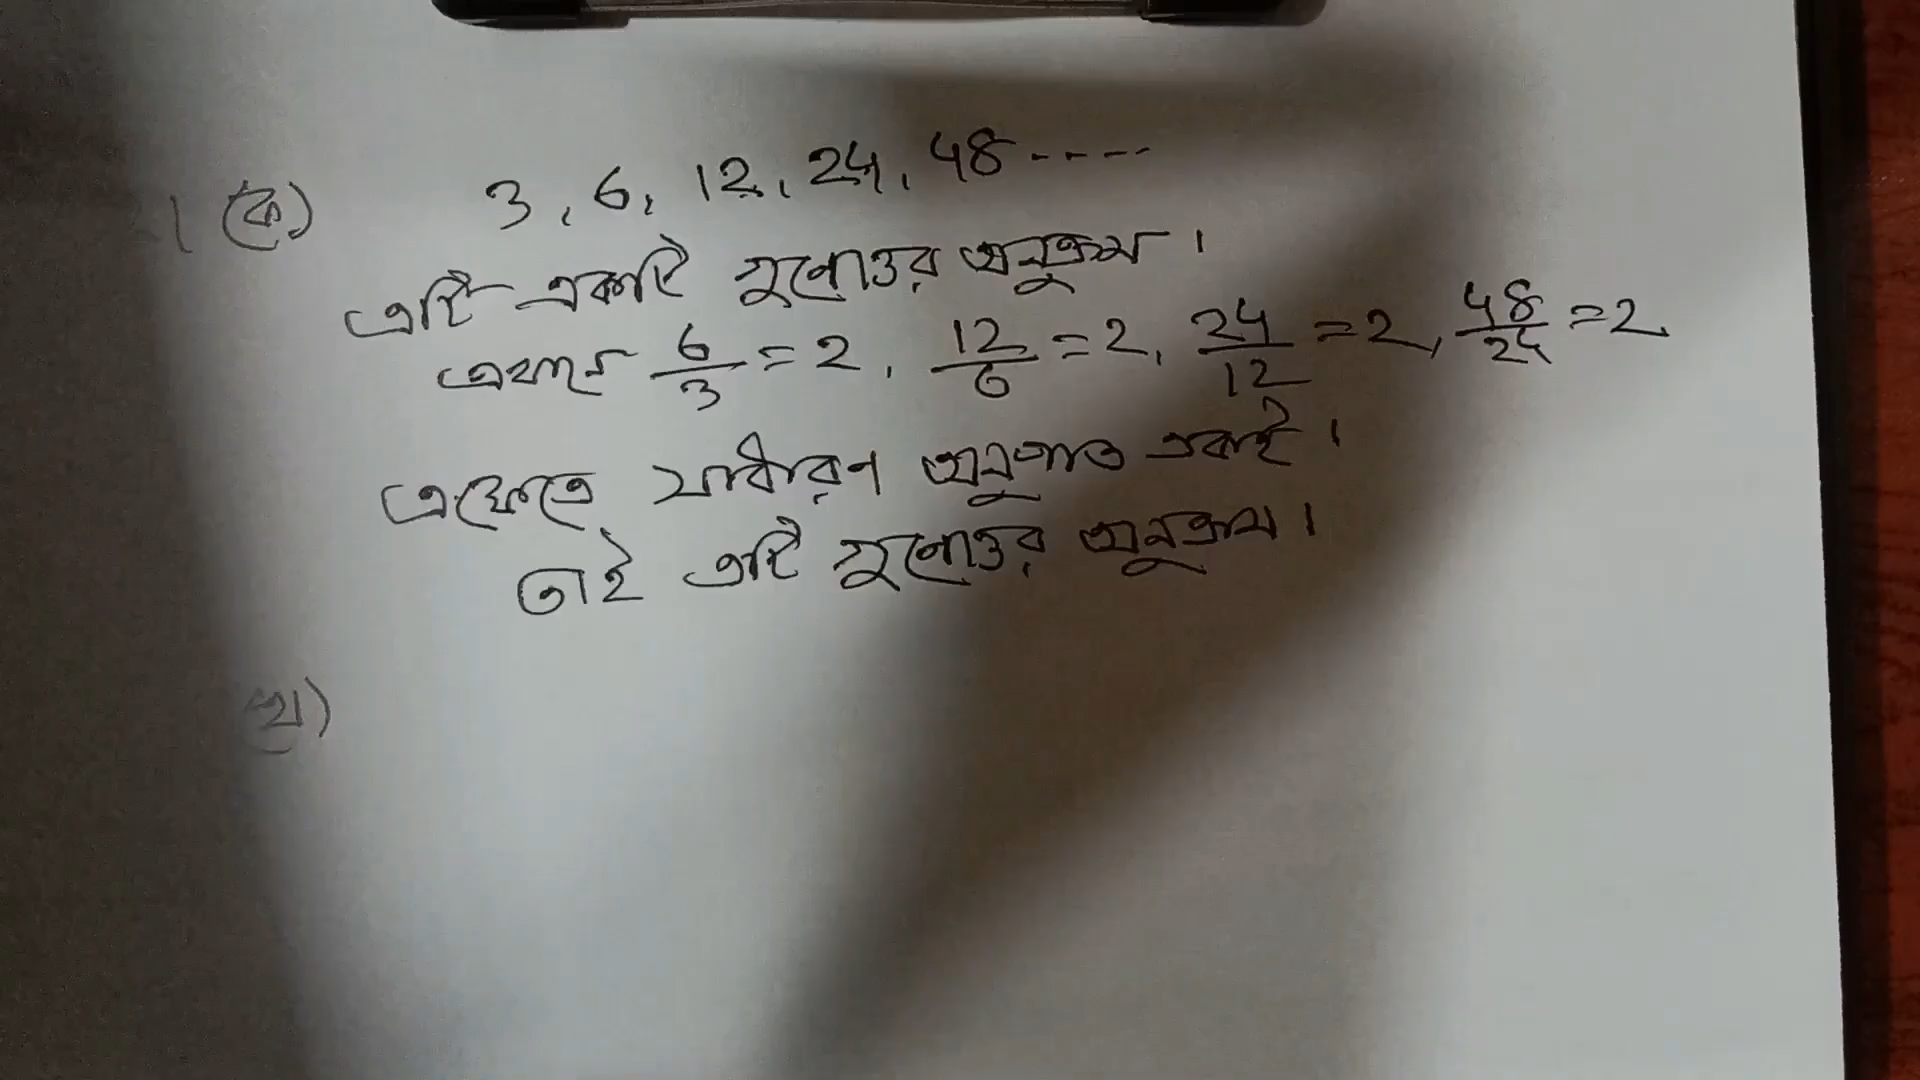 ১ (ক) 3, 6, 12, 24, 48 ----
এটি একটি গুনোত্তর অনুক্রম।
এখানে 6/3 = 2, 12/6 = 2, 24/12 = 2, 48/24 = 2
এক্ষেত্রে সাধারণ অনুপাত একই।
তাই এটি গুনোত্তর অনুক্রম।
খ)